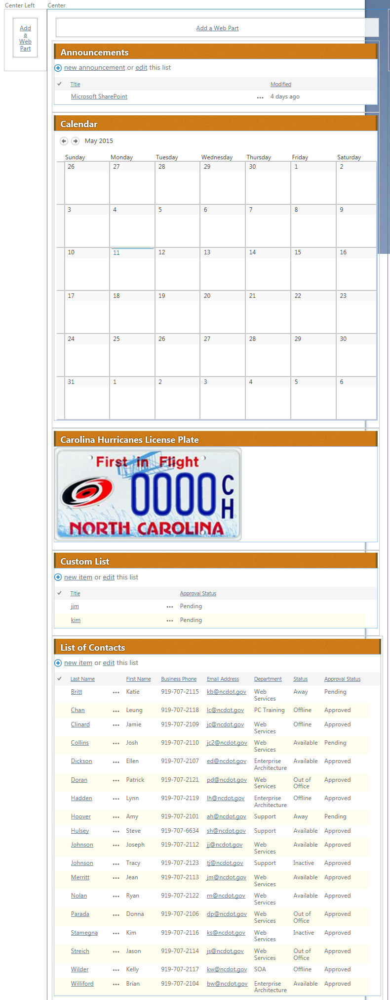 Center Left
Center
Add a Web Part
Add a Web Part
Announcements
new announcement or edit this list
Title Modified
Microsoft SharePoint ... 4 days ago
Calendar
May 2015
Sunday Monday Tuesday Wednesday Thursday Friday Saturday
26 27 28 29 30 1 2
3 4 5 6 7 8 9
10 11 12 13 14 15 16
17 18 19 20 21 22 23
24 25 26 27 28 29 30
31 1 2 3 4 5 6
Carolina Hurricanes License Plate
First in Flight
0000 CH
NORTH CAROLINA
Custom List
new item or edit this list
Title Approval Status
jim ... Pending
kim ... Pending
List of Contacts
new item or edit this list
Last Name First Name Business Phone Email Address Department Status Approval Status
Britt ... Katie 919-707-2115 kb@ncdot.gov Web Services Away Pending
Chan ... Leung 919-707-2118 lc@ncdot.gov PC Training Offline Approved
Clinard ... Jamie 919-707-2109 jc@ncdot.gov Web Services Offline Approved
Collins ... Josh 919-707-2110 jc2@ncdot.gov Web Services Available Pending
Dickson ... Ellen 919-707-2107 ed@ncdot.gov Enterprise Architecture Available Approved
Doran ... Patrick 919-707-2121 pd@ncdot.gov Web Services Out of Office Approved
Hadden ... Lynn 919-707-2119 lh@ncdot.gov Enterprise Architecture Offline Approved
Hoover ... Amy 919-707-2101 ah@ncdot.gov Support Away Pending
Hulsey ... Steve 919-707-6634 sh@ncdot.gov Support Available Approved
Johnson ... Joseph 919-707-2112 jj@ncdot.gov Web Services Available Approved
Johnson ... Tracy 919-707-2123 tj@ncdot.gov Support Inactive Approved
Merritt ... Jean 919-707-2113 jm@ncdot.gov Web Services Available Approved
Nolan ... Ryan 919-707-2122 rn@ncdot.gov Web Services Available Approved
Parada ... Donna 919-707-2106 dp@ncdot.gov Web Services Out of Office Approved
Stamegna ... Kim 919-707-2116 ks@ncdot.gov Web Services Inactive Approved
Streich ... Jason 919-707-2114 js@ncdot.gov Web Services Out of Office Approved
Wilder ... Kelly 919-707-2117 kw@ncdot.gov SOA Offline Approved
Williford ... Brian 919-707-2104 bw@ncdot.gov Enterprise Architecture Available Approved